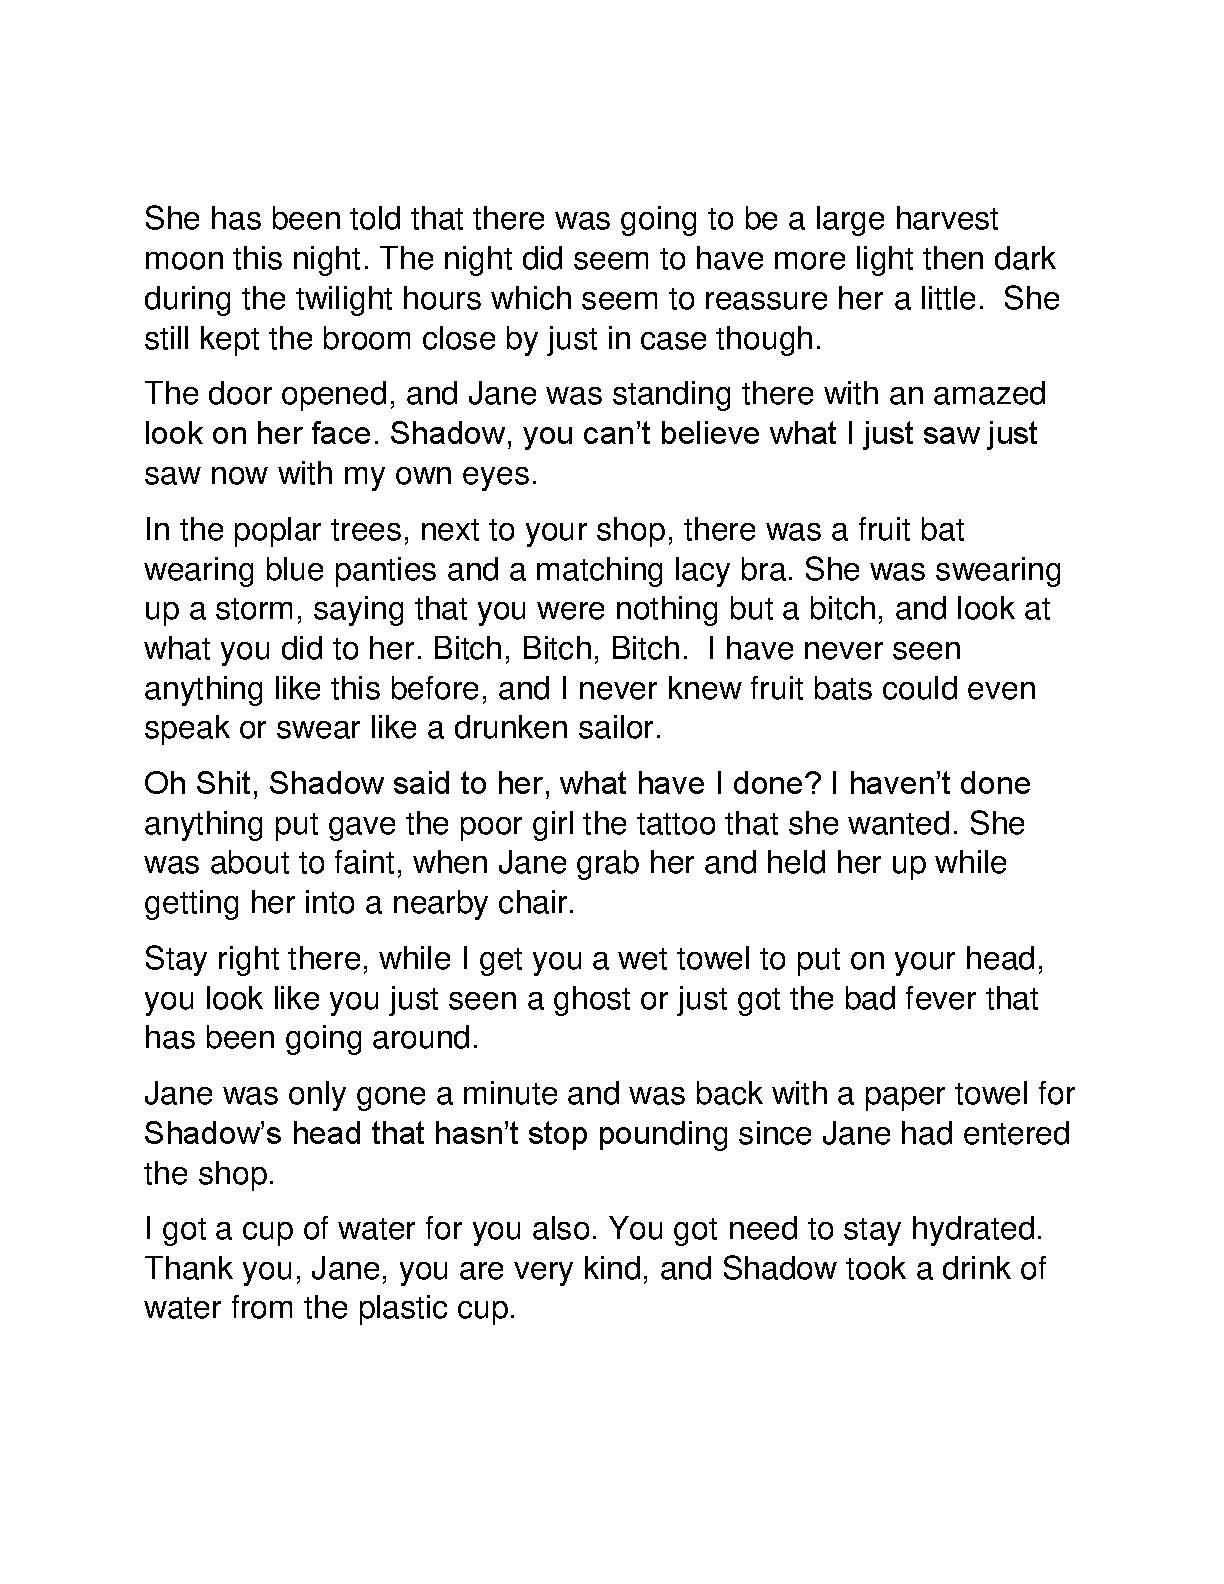 She has been told that there was going to be a large harvest
moon this night. The night did seem to have more light then dark
during the twilight hours which seem to reassure her a little.  She
still kept the broom close by just in case though.
The door opened, and Jane was standing there with an amazed
look on her face. Shadow, you can’t believe what I just saw just
saw now with my own eyes.
In the poplar trees, next to your shop, there was a fruit bat
wearing blue panties and a matching lacy bra. She was swearing
up a storm, saying that you were nothing but a bitch, and look at
what you did to her. Bitch, Bitch, Bitch.  I have never seen
anything like this before, and I never knew fruit bats could even
speak or swear like a drunken sailor.
Oh Shit, Shadow said to her, what have I done? I haven’t done
anything put gave the poor girl the tattoo that she wanted. She
was about to faint, when Jane grab her and held her up while
getting her into a nearby chair.
Stay right there, while I get you a wet towel to put on your head,
you look like you just seen a ghost or just got the bad fever that
has been going around.
Jane was only gone a minute and was back with a paper towel for
Shadow’s head that hasn’t stop pounding since Jane had entered
the shop.
I got a cup of water for you also. You got need to stay hydrated.
Thank you, Jane, you are very kind, and Shadow took a drink of
water from the plastic cup.